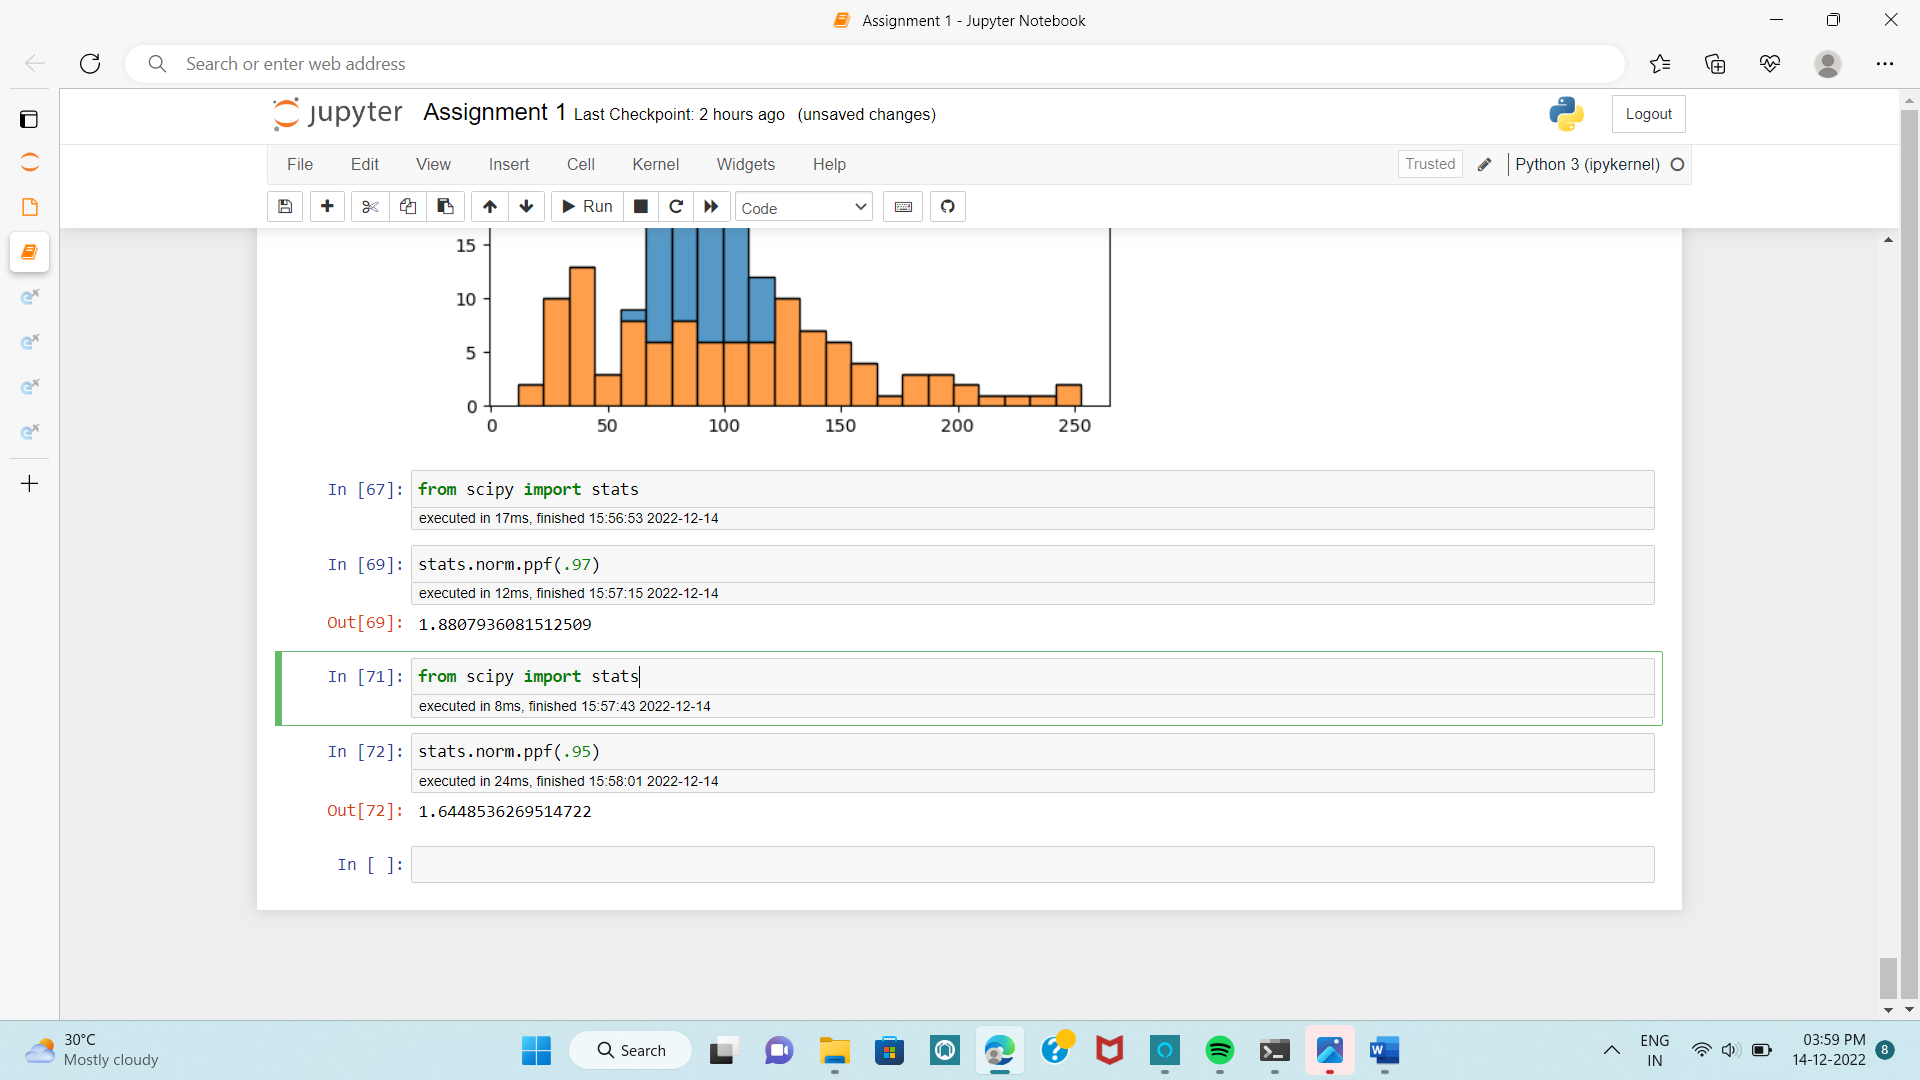 Assignment 1 - Jupyter Notebook
Search or enter web address
jupyter Assignment 1 Last Checkpoint: 2 hours ago (unsaved changes)
Logout
File Edit View Insert Cell Kernel Widgets Help
Trusted Python 3 (ipykernel)
Run Code
15
10
5
0
0 50 100 150 200 250
In [67]: from scipy import stats
executed in 17ms, finished 15:56:53 2022-12-14
In [69]: stats.norm.ppf(.97)
executed in 12ms, finished 15:57:15 2022-12-14
Out[69]: 1.8807936081512509
In [71]: from scipy import stats
executed in 8ms, finished 15:57:43 2022-12-14
In [72]: stats.norm.ppf(.95)
executed in 24ms, finished 15:58:01 2022-12-14
Out[72]: 1.6448536269514722
In [ ]:
30°C
Mostly cloudy
Search
ENG
IN
03:59 PM
14-12-2022
8